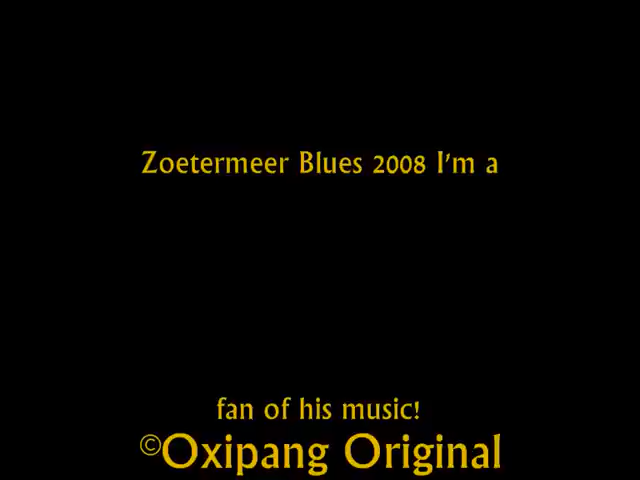 Zoetermeer Blues 2008 I'm a
fan of his music!
©Oxipang Original